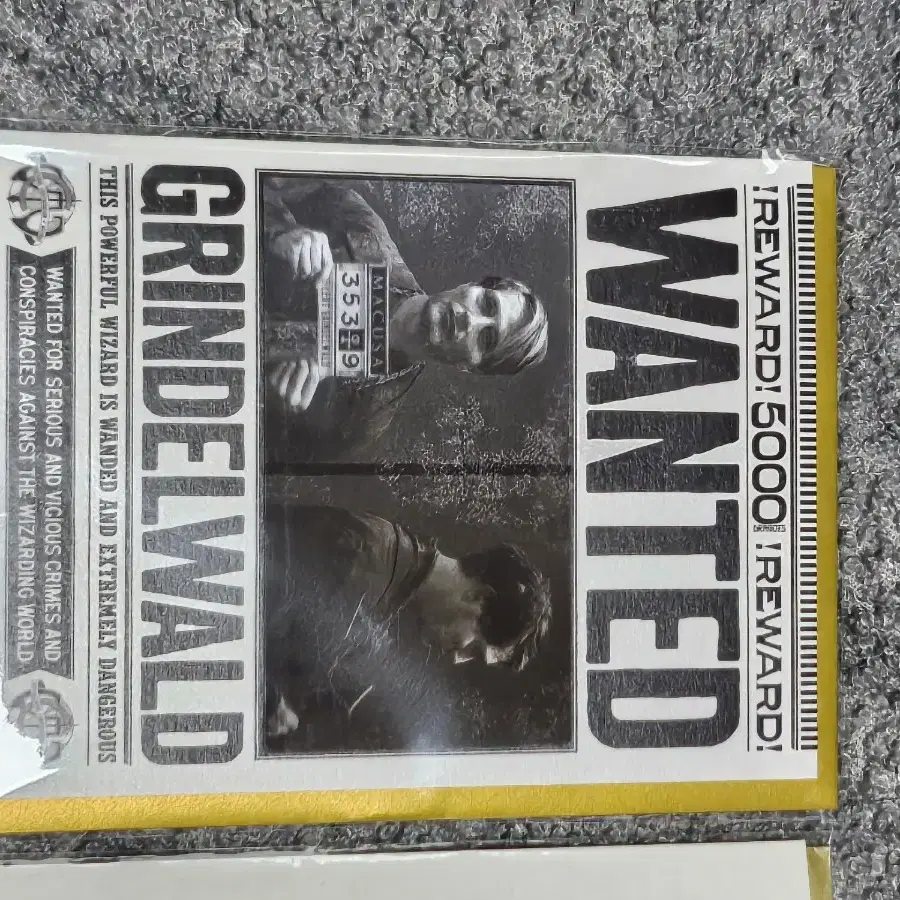 !REWARD! 5000 !REWARD!
WANTED
MACUSA
GRINDELWALD
THIS POWERFUL WIZARD IS WANDED AND EXTREMELY DANGEROUS
WANTED FOR SERIOUS AND VICIOUS CRIMES AND
CONSPIRACIES AGAINST THE WIZARDING WORLD